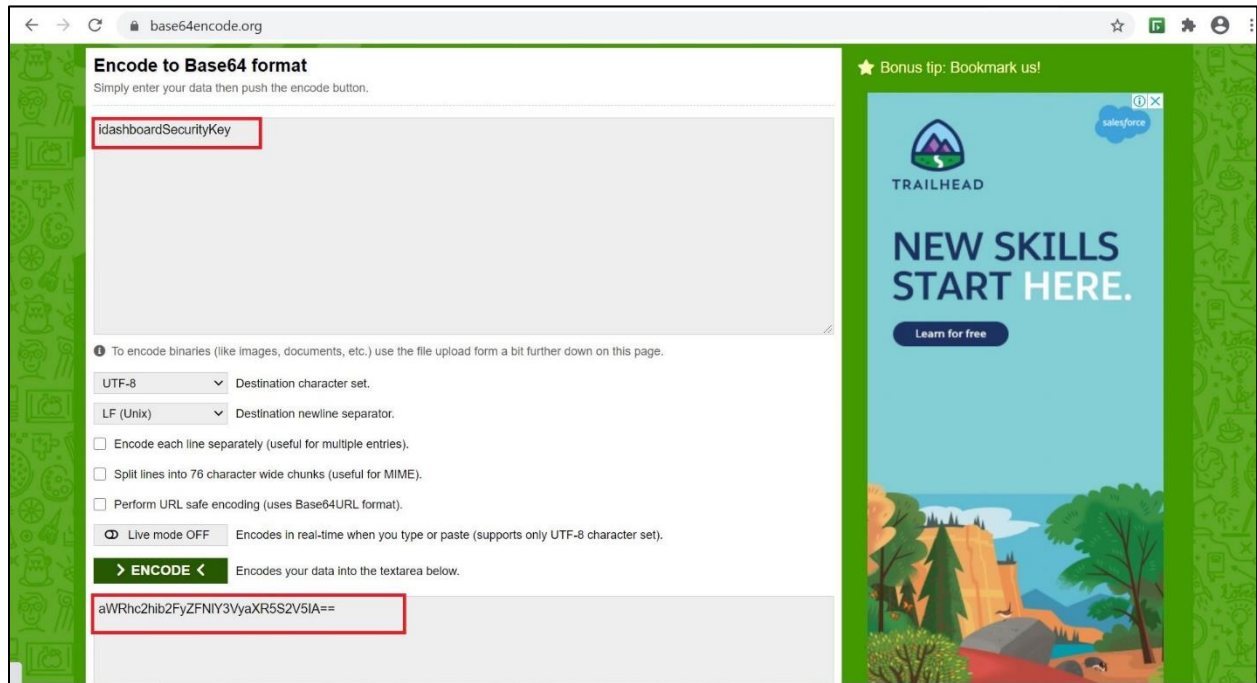 base64encode.org
Encode to Base64 format
Simply enter your data then push the encode button.
idashboardSecurityKey
To encode binaries (like images, documents, etc.) use the file upload form a bit further down on this page.
UTF-8 Destination character set.
LF (Unix) Destination newline separator.
Encode each line separately (useful for multiple entries).
Split lines into 76 character wide chunks (useful for MIME).
Perform URL safe encoding (uses Base64URL format).
Live mode OFF Encodes in real-time when you type or paste (supports only UTF-8 character set).
> ENCODE < Encodes your data into the textarea below.
aWRhc2hib2FyZFNlY3VyaXR5S2V5IA==
Bonus tip: Bookmark us!
salesforce
TRAILHEAD
NEW SKILLS
START HERE.
Learn for free